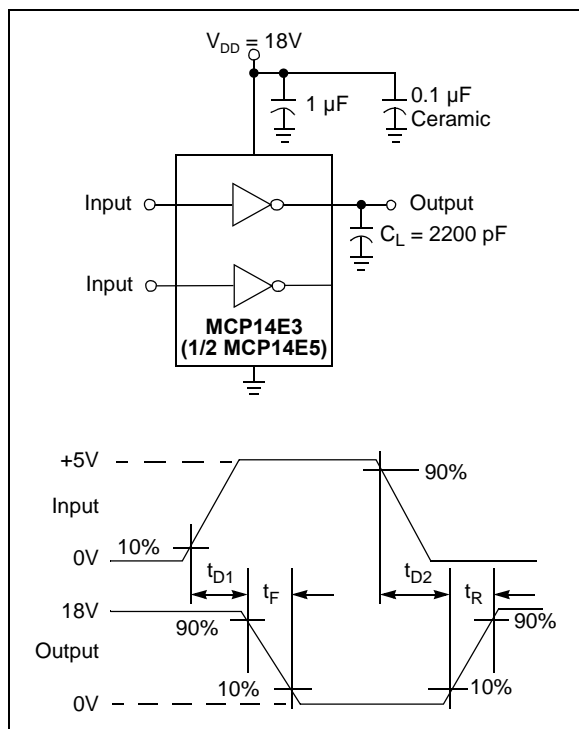 V_DD = 18V
1 µF
0.1 µF
Ceramic
Input
Output
C_L = 2200 pF
Input
MCP14E3
(1/2 MCP14E5)
+5V
90%
Input
10%
0V
t_D1
t_F
t_D2
t_R
18V
90%
90%
Output
10%
10%
0V